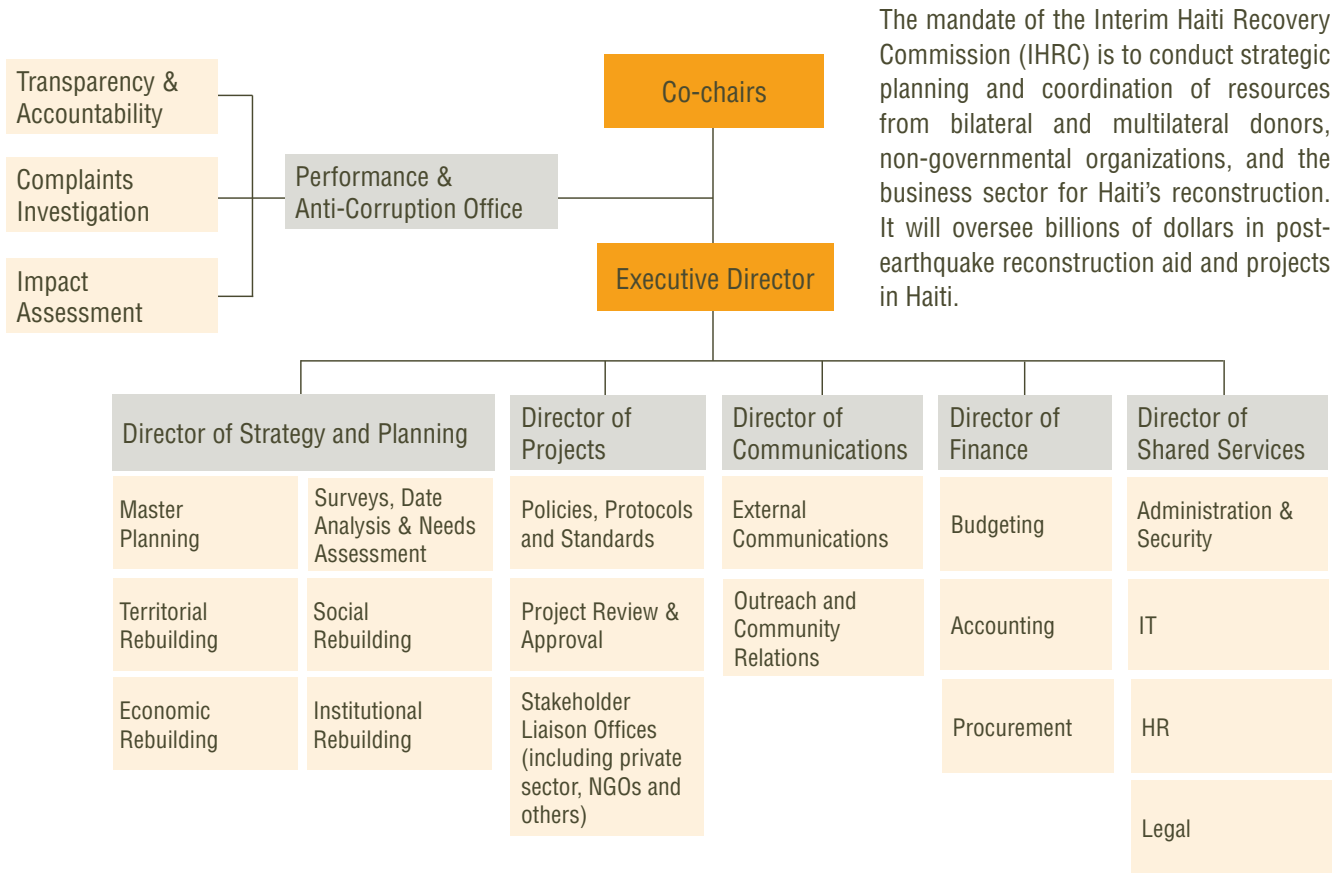 The mandate of the Interim Haiti Recovery
Commission (IHRC) is to conduct strategic
planning and coordination of resources
from bilateral and multilateral donors,
non-governmental organizations, and the
business sector for Haiti's reconstruction.
It will oversee billions of dollars in post-
earthquake reconstruction aid and projects
in Haiti.
Co-chairs
Transparency &
Accountability
Complaints
Investigation
Impact
Assessment
Performance &
Anti-Corruption Office
Executive Director
Director of Strategy and Planning
Master
Planning
Surveys, Date
Analysis & Needs
Assessment
Territorial
Rebuilding
Social
Rebuilding
Economic
Rebuilding
Institutional
Rebuilding
Director of
Projects
Policies, Protocols
and Standards
Project Review &
Approval
Stakeholder
Liaison Offices
(including private
sector, NGOs and
others)
Director of
Communications
External
Communications
Outreach and
Community
Relations
Director of
Finance
Budgeting
Accounting
Procurement
Director of
Shared Services
Administration &
Security
IT
HR
Legal